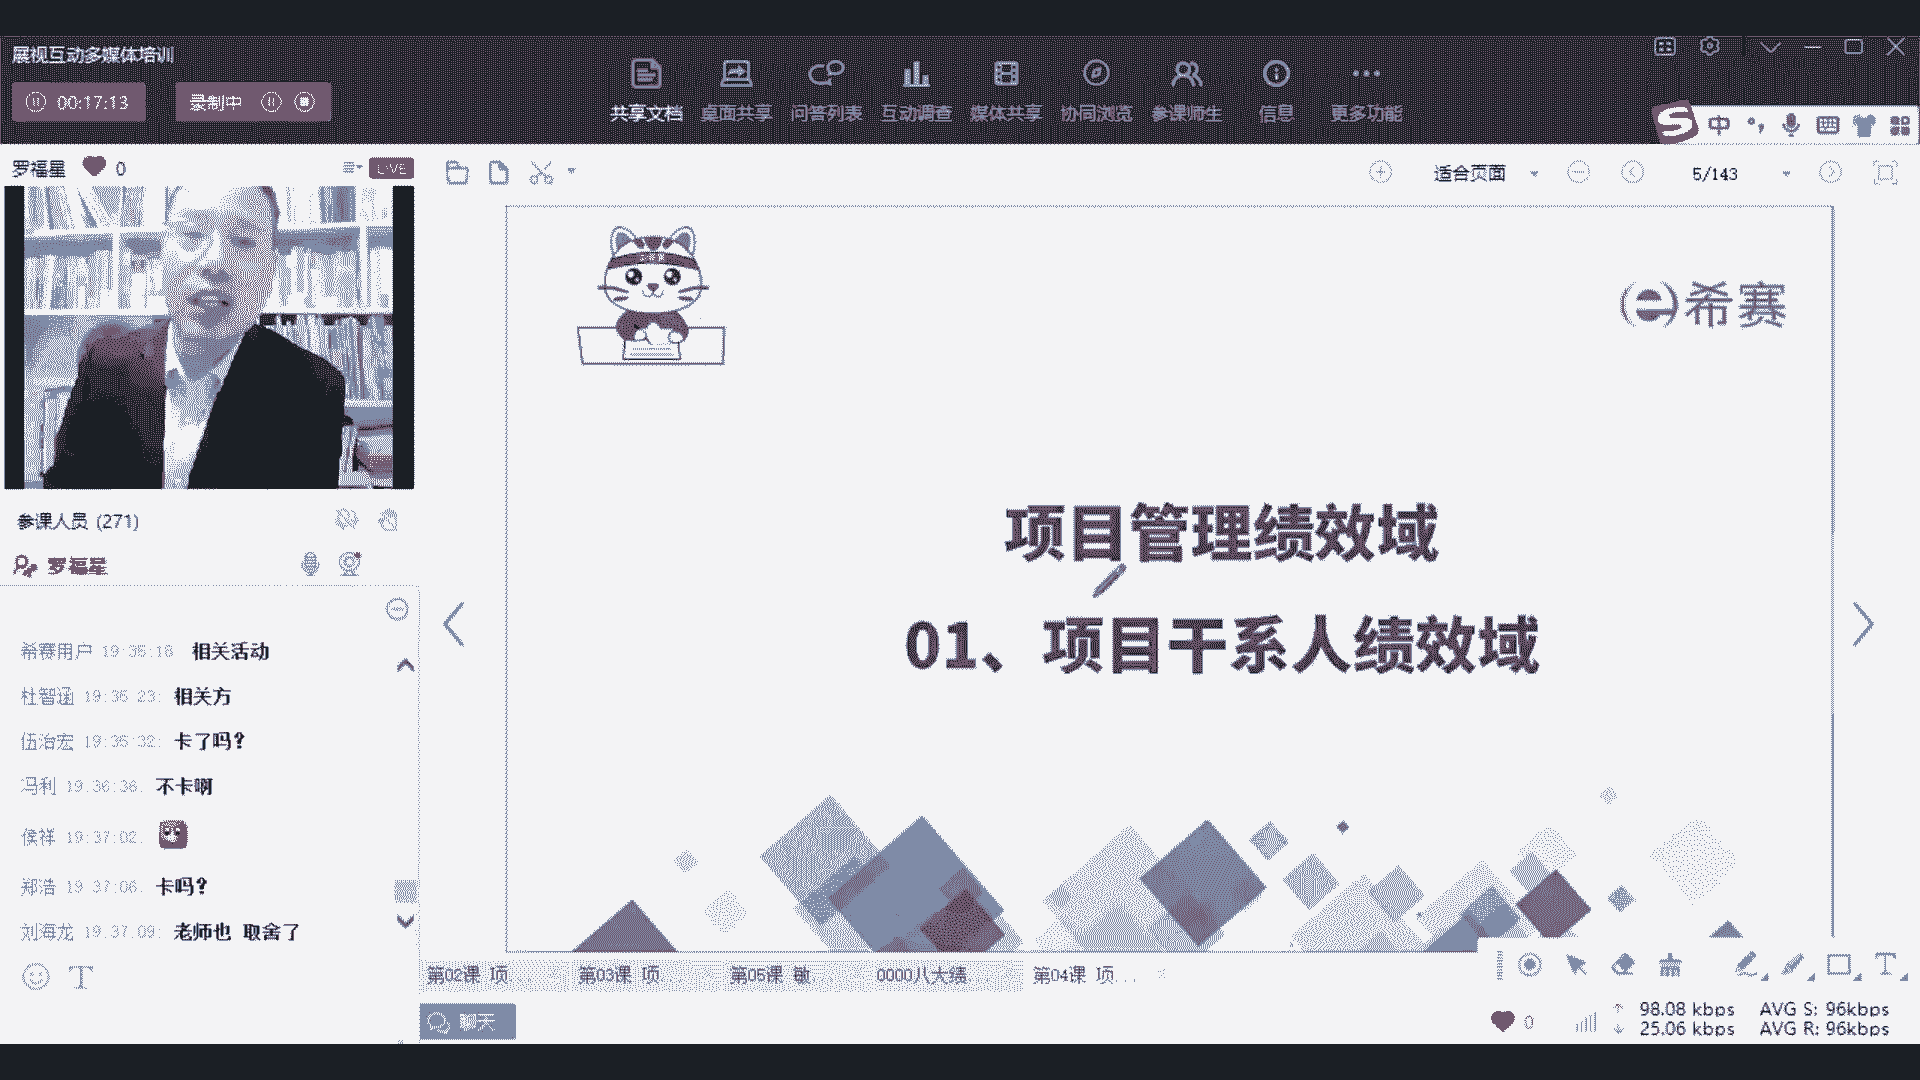 展视互动多媒体培训
00:17:13
录制中
共享文档 桌面共享 问答列表 互动调查 媒体共享 协同浏览 参课师生 信息 更多功能
中
罗福星 0 LIVE
适合页面 5/143
希赛
项目管理绩效域
01、项目干系人绩效域
参课人员 (271)
罗福星
希赛用户 19:35:18 相关活动
杜智函 19:35:23: 相关方
伍治宏 19:35:32: 卡了吗?
冯利 19:36:36: 不卡啊
侯祥 19:37:02:
郑浩 19:37:06: 卡吗?
刘海龙 19:37:09: 老师也 取舍了
第02课 项 第03课 项 第05课 敏 0000八大绩 第04课 项...
聊天
0 98.08 kbps AVG S: 96kbps
25.06 kbps AVG R: 96kbps